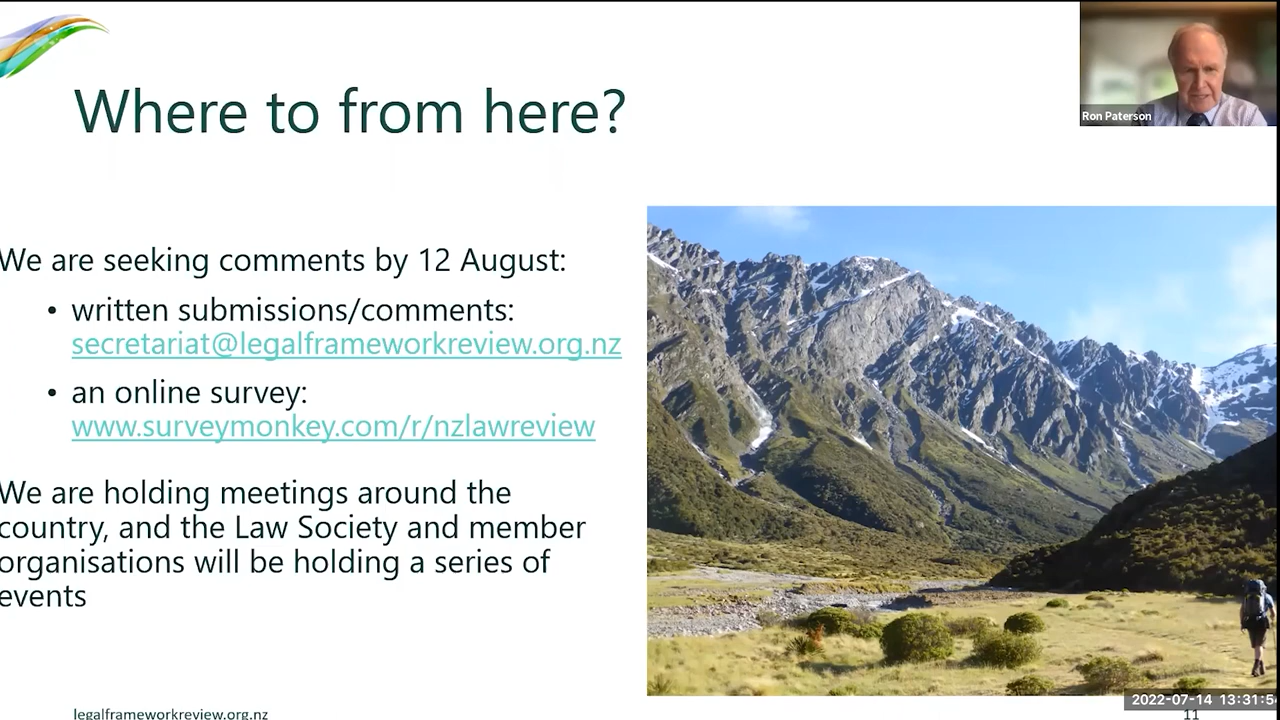 Where to from here?
Ron Paterson
We are seeking comments by 12 August:
• written submissions/comments:
secretariat@legalframeworkreview.org.nz
• an online survey:
www.surveymonkey.com/r/nzlawreview
We are holding meetings around the
country, and the Law Society and member
organisations will be holding a series of
events
legalframeworkreview.org.nz
2022-07-14 13:31:5
11